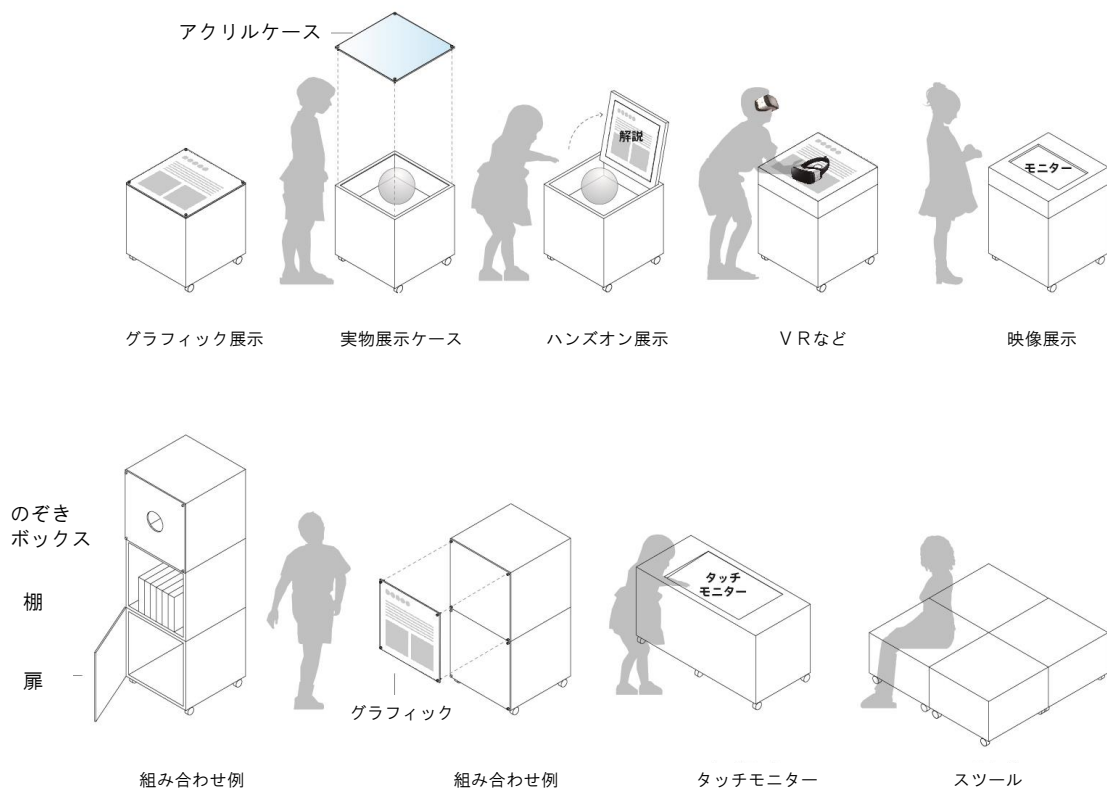 アクリルケース
解説
モニター
グラフィック展示
実物展示ケース
ハンズオン展示
ＶＲなど
映像展示
のぞき
ボックス
棚
扉
グラフィック
タッチ
モニター
組み合わせ例
組み合わせ例
タッチモニター
スツール